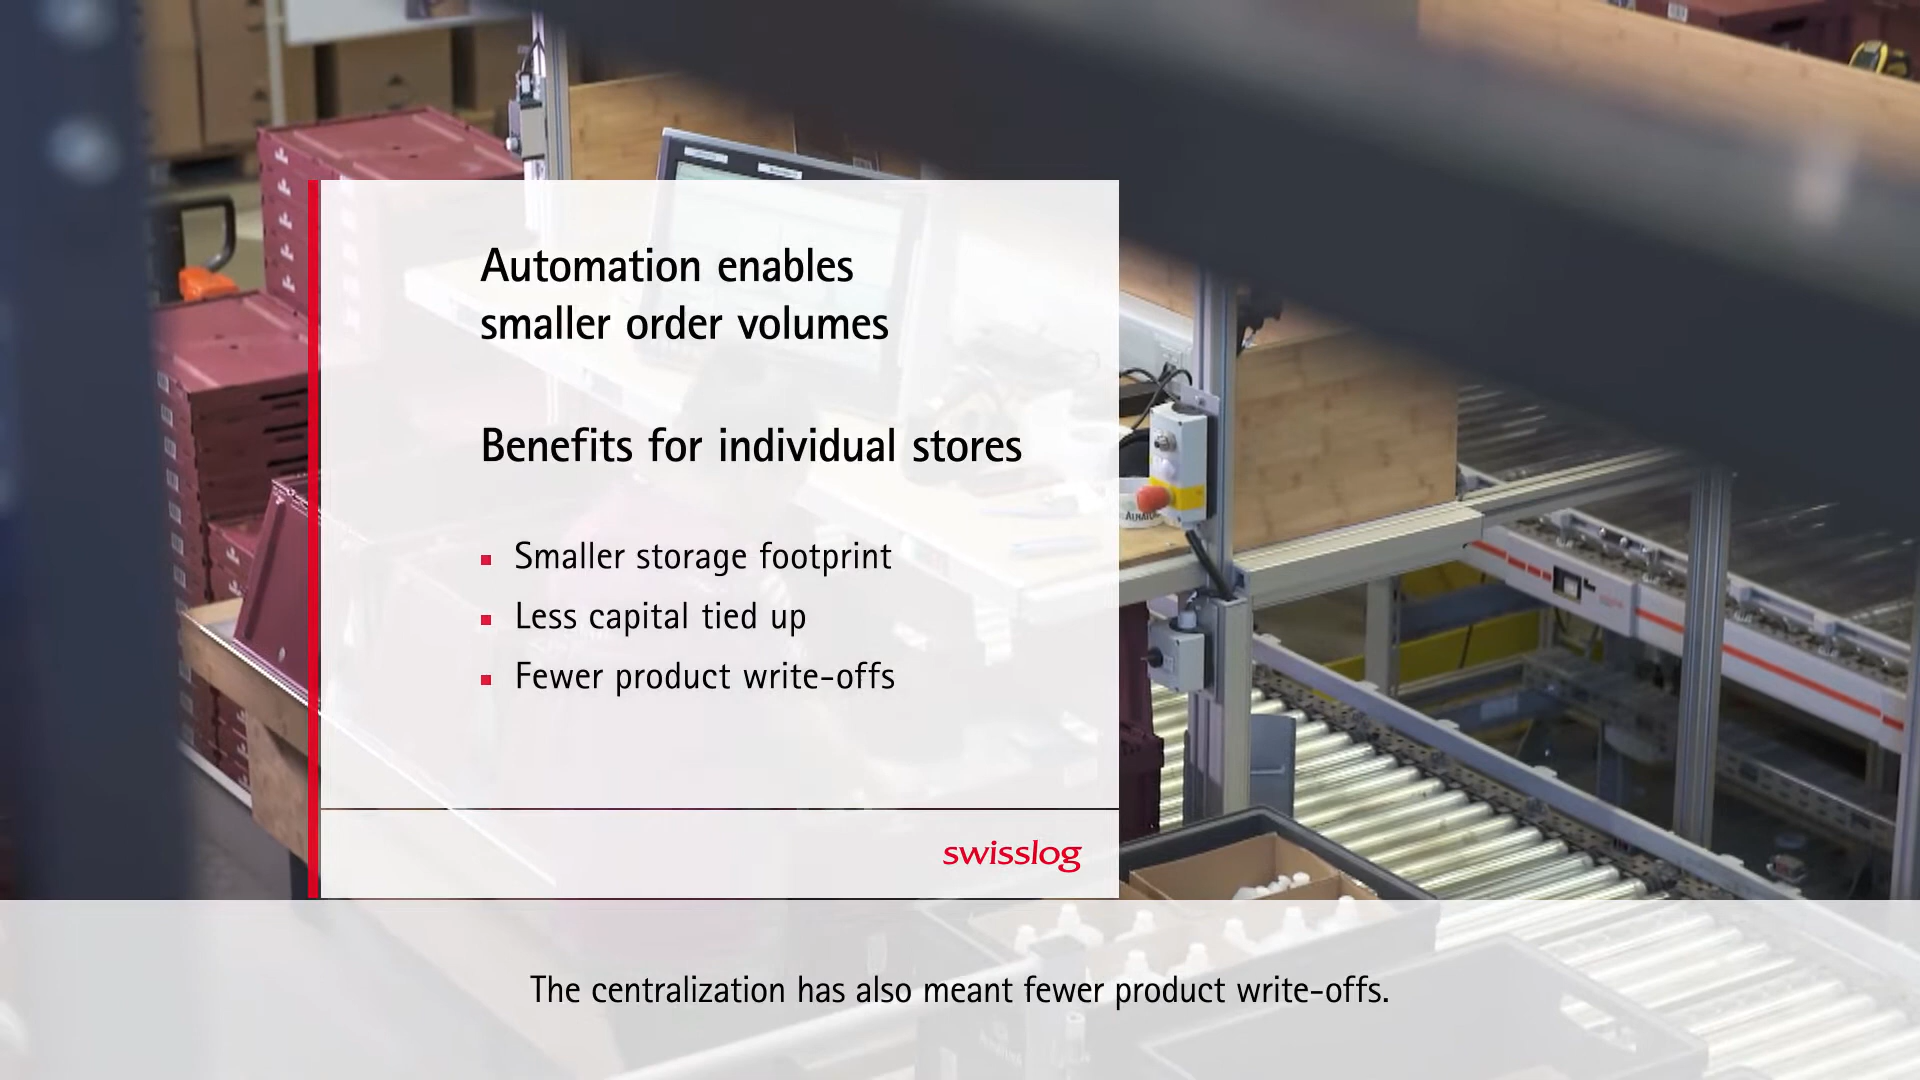 Automation enables
smaller order volumes
Benefits for individual stores
Smaller storage footprint
Less capital tied up
Fewer product write-offs
swisslog
The centralization has also meant fewer product write-offs.